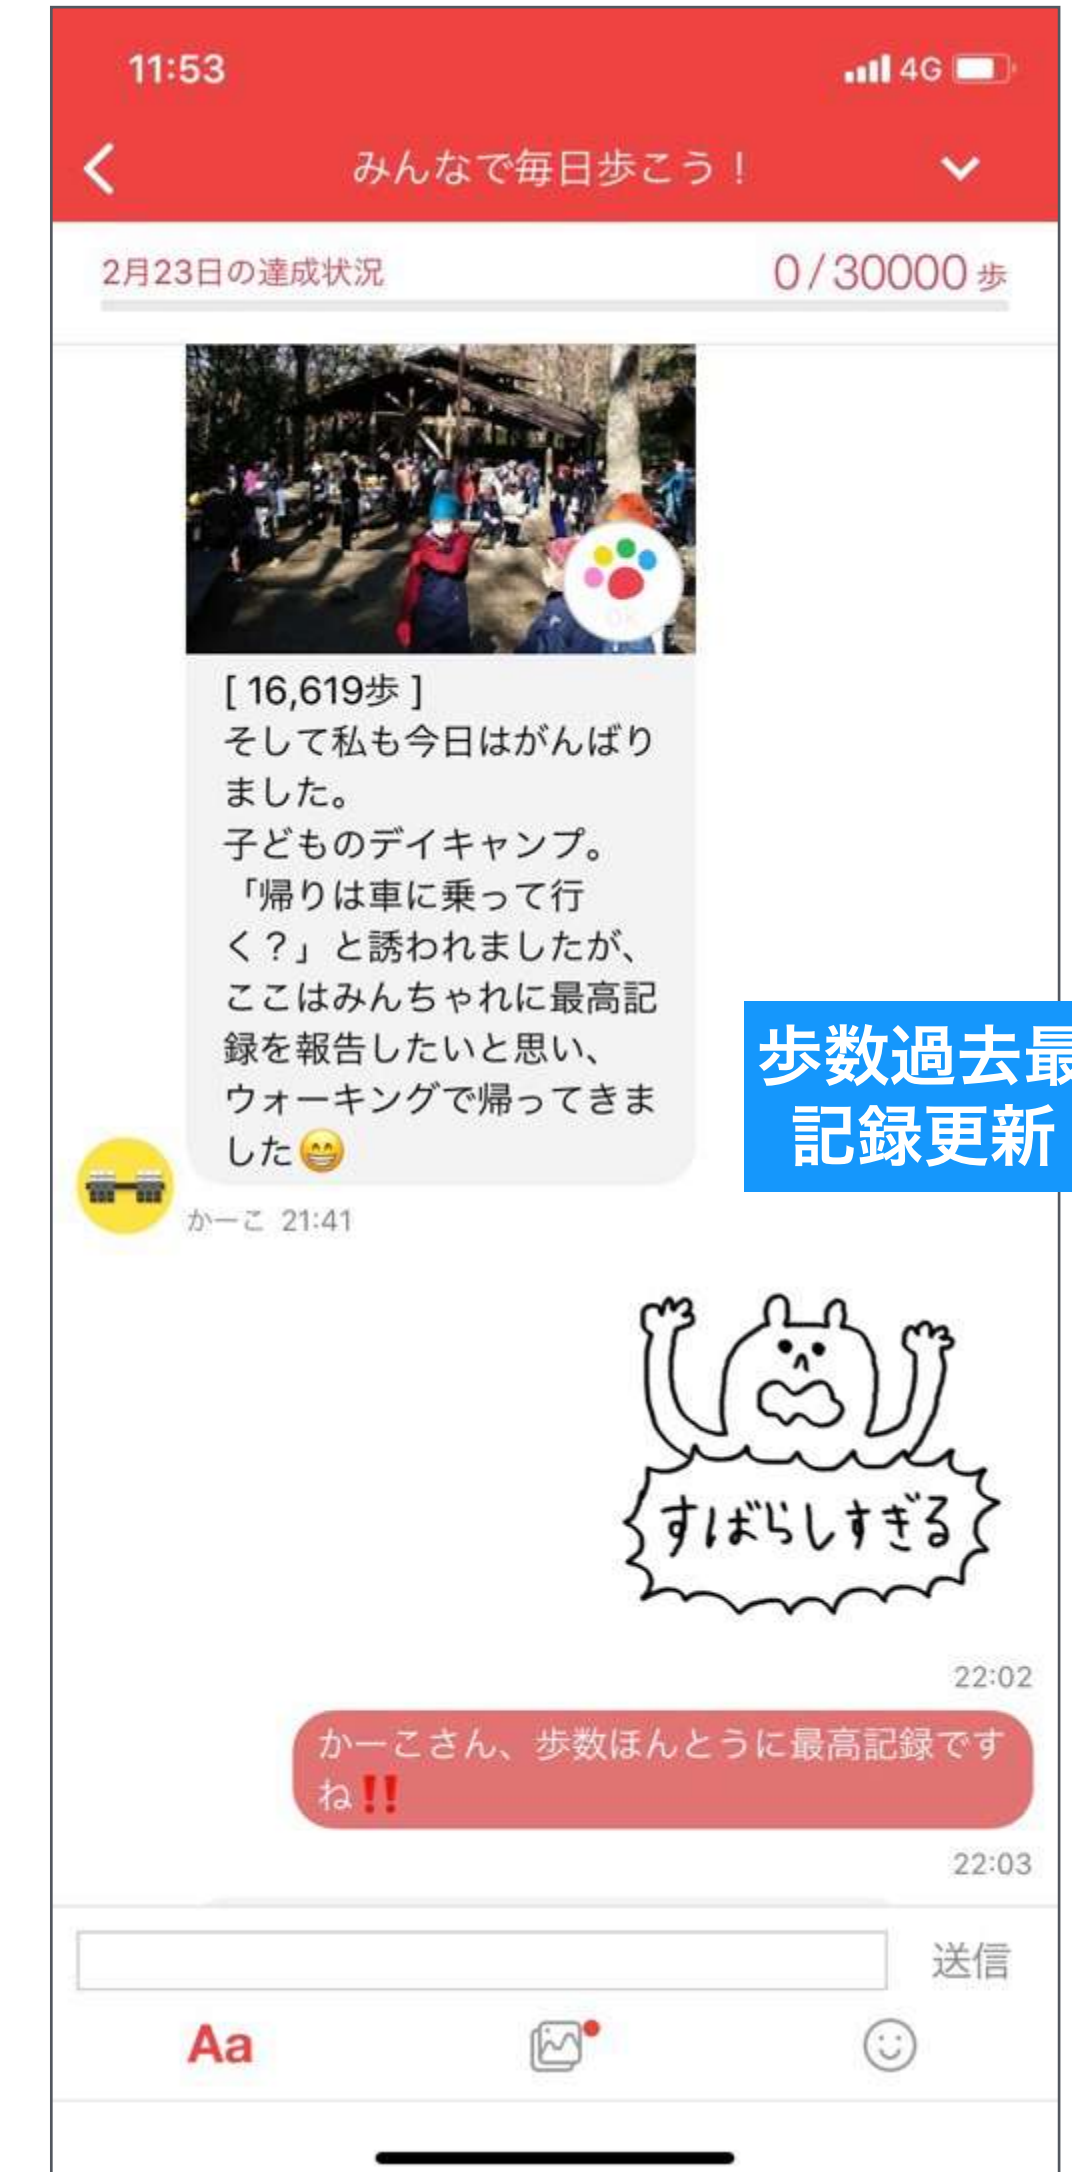 11:53
4G
みんなで毎日歩こう！
2月23日の達成状況
0/30000 歩
[ 16,619歩 ]
そして私も今日はがんばり
ました。
子どものデイキャンプ。
「帰りは車に乗って行
く？」と誘われましたが、
ここはみんちゃれに最高記
録を報告したいと思い、
ウォーキングで帰ってきま
した😁
かーこ 21:41
歩数過去最
記録更新
すばらしすぎる
22:02
かーこさん、歩数ほんとうに最高記録です
ね‼️
22:03
送信
Aa